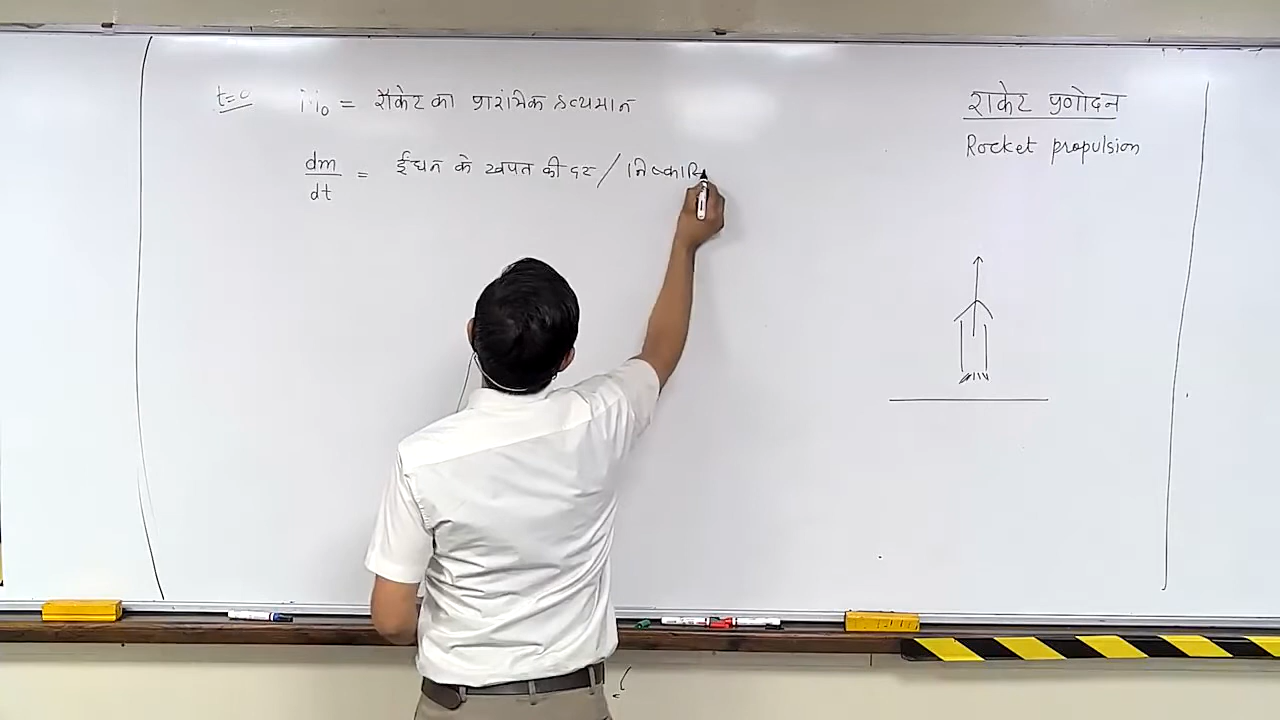 t=0 M₀ = रॉकेट का प्रारंभिक द्रव्यमान
dm/dt = ईंधन के खपत की दर / निष्कासि
रॉकेट प्रणोदन
Rocket propulsion